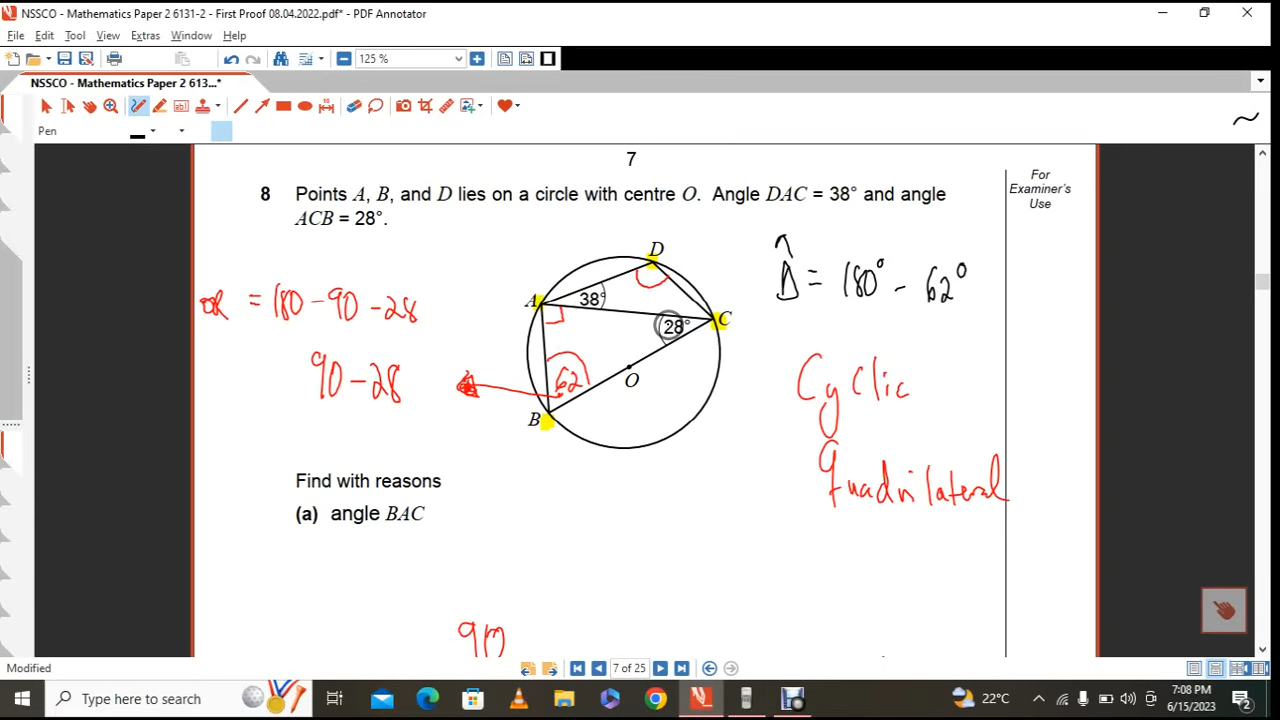 NSSCO - Mathematics Paper 2 6131-2 - First Proof 08.04.2022.pdf* - PDF Annotator
File Edit Tool View Extras Window Help
125 %
NSSCO - Mathematics Paper 2 613...*
Pen
7
For
Examiner's
Use
8 Points A, B, and D lies on a circle with centre O. Angle DAC = 38° and angle
ACB = 28°.
D
A
38°
28°
C
62
O
B
OR = 180 - 90 - 28
90 - 28
D̂ = 180° - 62°
Cyclic
quadrilateral
Find with reasons
(a) angle BAC
90
Modified
7 of 25
Type here to search
22°C
7:08 PM
6/15/2023
2